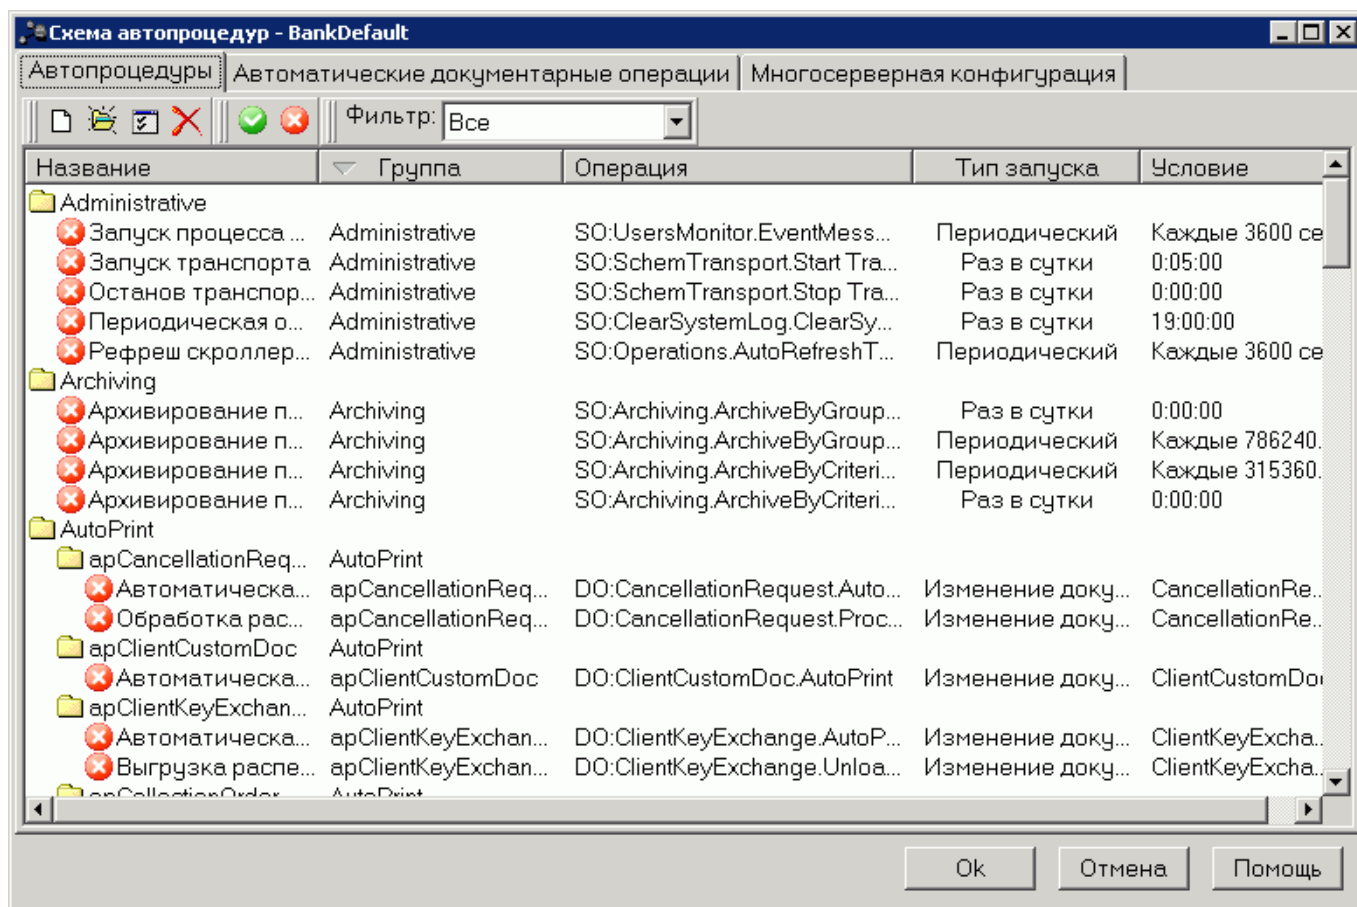 Схема автопроцедур - BankDefault
Автопроцедуры Автоматические документарные операции Многосерверная конфигурация
Фильтр: Все
Название Группа Операция Тип запуска Условие
Administrative
Запуск процесса ... Administrative SO:UsersMonitor.EventMess... Периодический Каждые 3600 се
Запуск транспорта Administrative SO:SchemTransport.Start Tra... Раз в сутки 0:05:00
Останов транспор... Administrative SO:SchemTransport.Stop Tra... Раз в сутки 0:00:00
Периодическая о... Administrative SO:ClearSystemLog.ClearSy... Раз в сутки 19:00:00
Рефреш скроллер... Administrative SO:Operations.AutoRefreshT... Периодический Каждые 3600 се
Archiving
Архивирование п... Archiving SO:Archiving.ArchiveByGroup... Раз в сутки 0:00:00
Архивирование п... Archiving SO:Archiving.ArchiveByGroup... Периодический Каждые 786240.
Архивирование п... Archiving SO:Archiving.ArchiveByCriteri... Периодический Каждые 315360.
Архивирование п... Archiving SO:Archiving.ArchiveByCriteri... Раз в сутки 0:00:00
AutoPrint
apCancellationReq... AutoPrint
Автоматическа... apCancellationReq... DO:CancellationRequest.Auto... Изменение доку... CancellationRe..
Обработка рас... apCancellationReq... DO:CancellationRequest.Proc... Изменение доку... CancellationRe..
apClientCustomDoc AutoPrint
Автоматическа... apClientCustomDoc DO:ClientCustomDoc.AutoPrint Изменение доку... ClientCustomDo
apClientKeyExchan... AutoPrint
Автоматическа... apClientKeyExchan... DO:ClientKeyExchange.AutoP... Изменение доку... ClientKeyExcha..
Выгрузка распе... apClientKeyExchan... DO:ClientKeyExchange.Unloa... Изменение доку... ClientKeyExcha..
apCollectionOrder AutoPrint
Ok Отмена Помощь